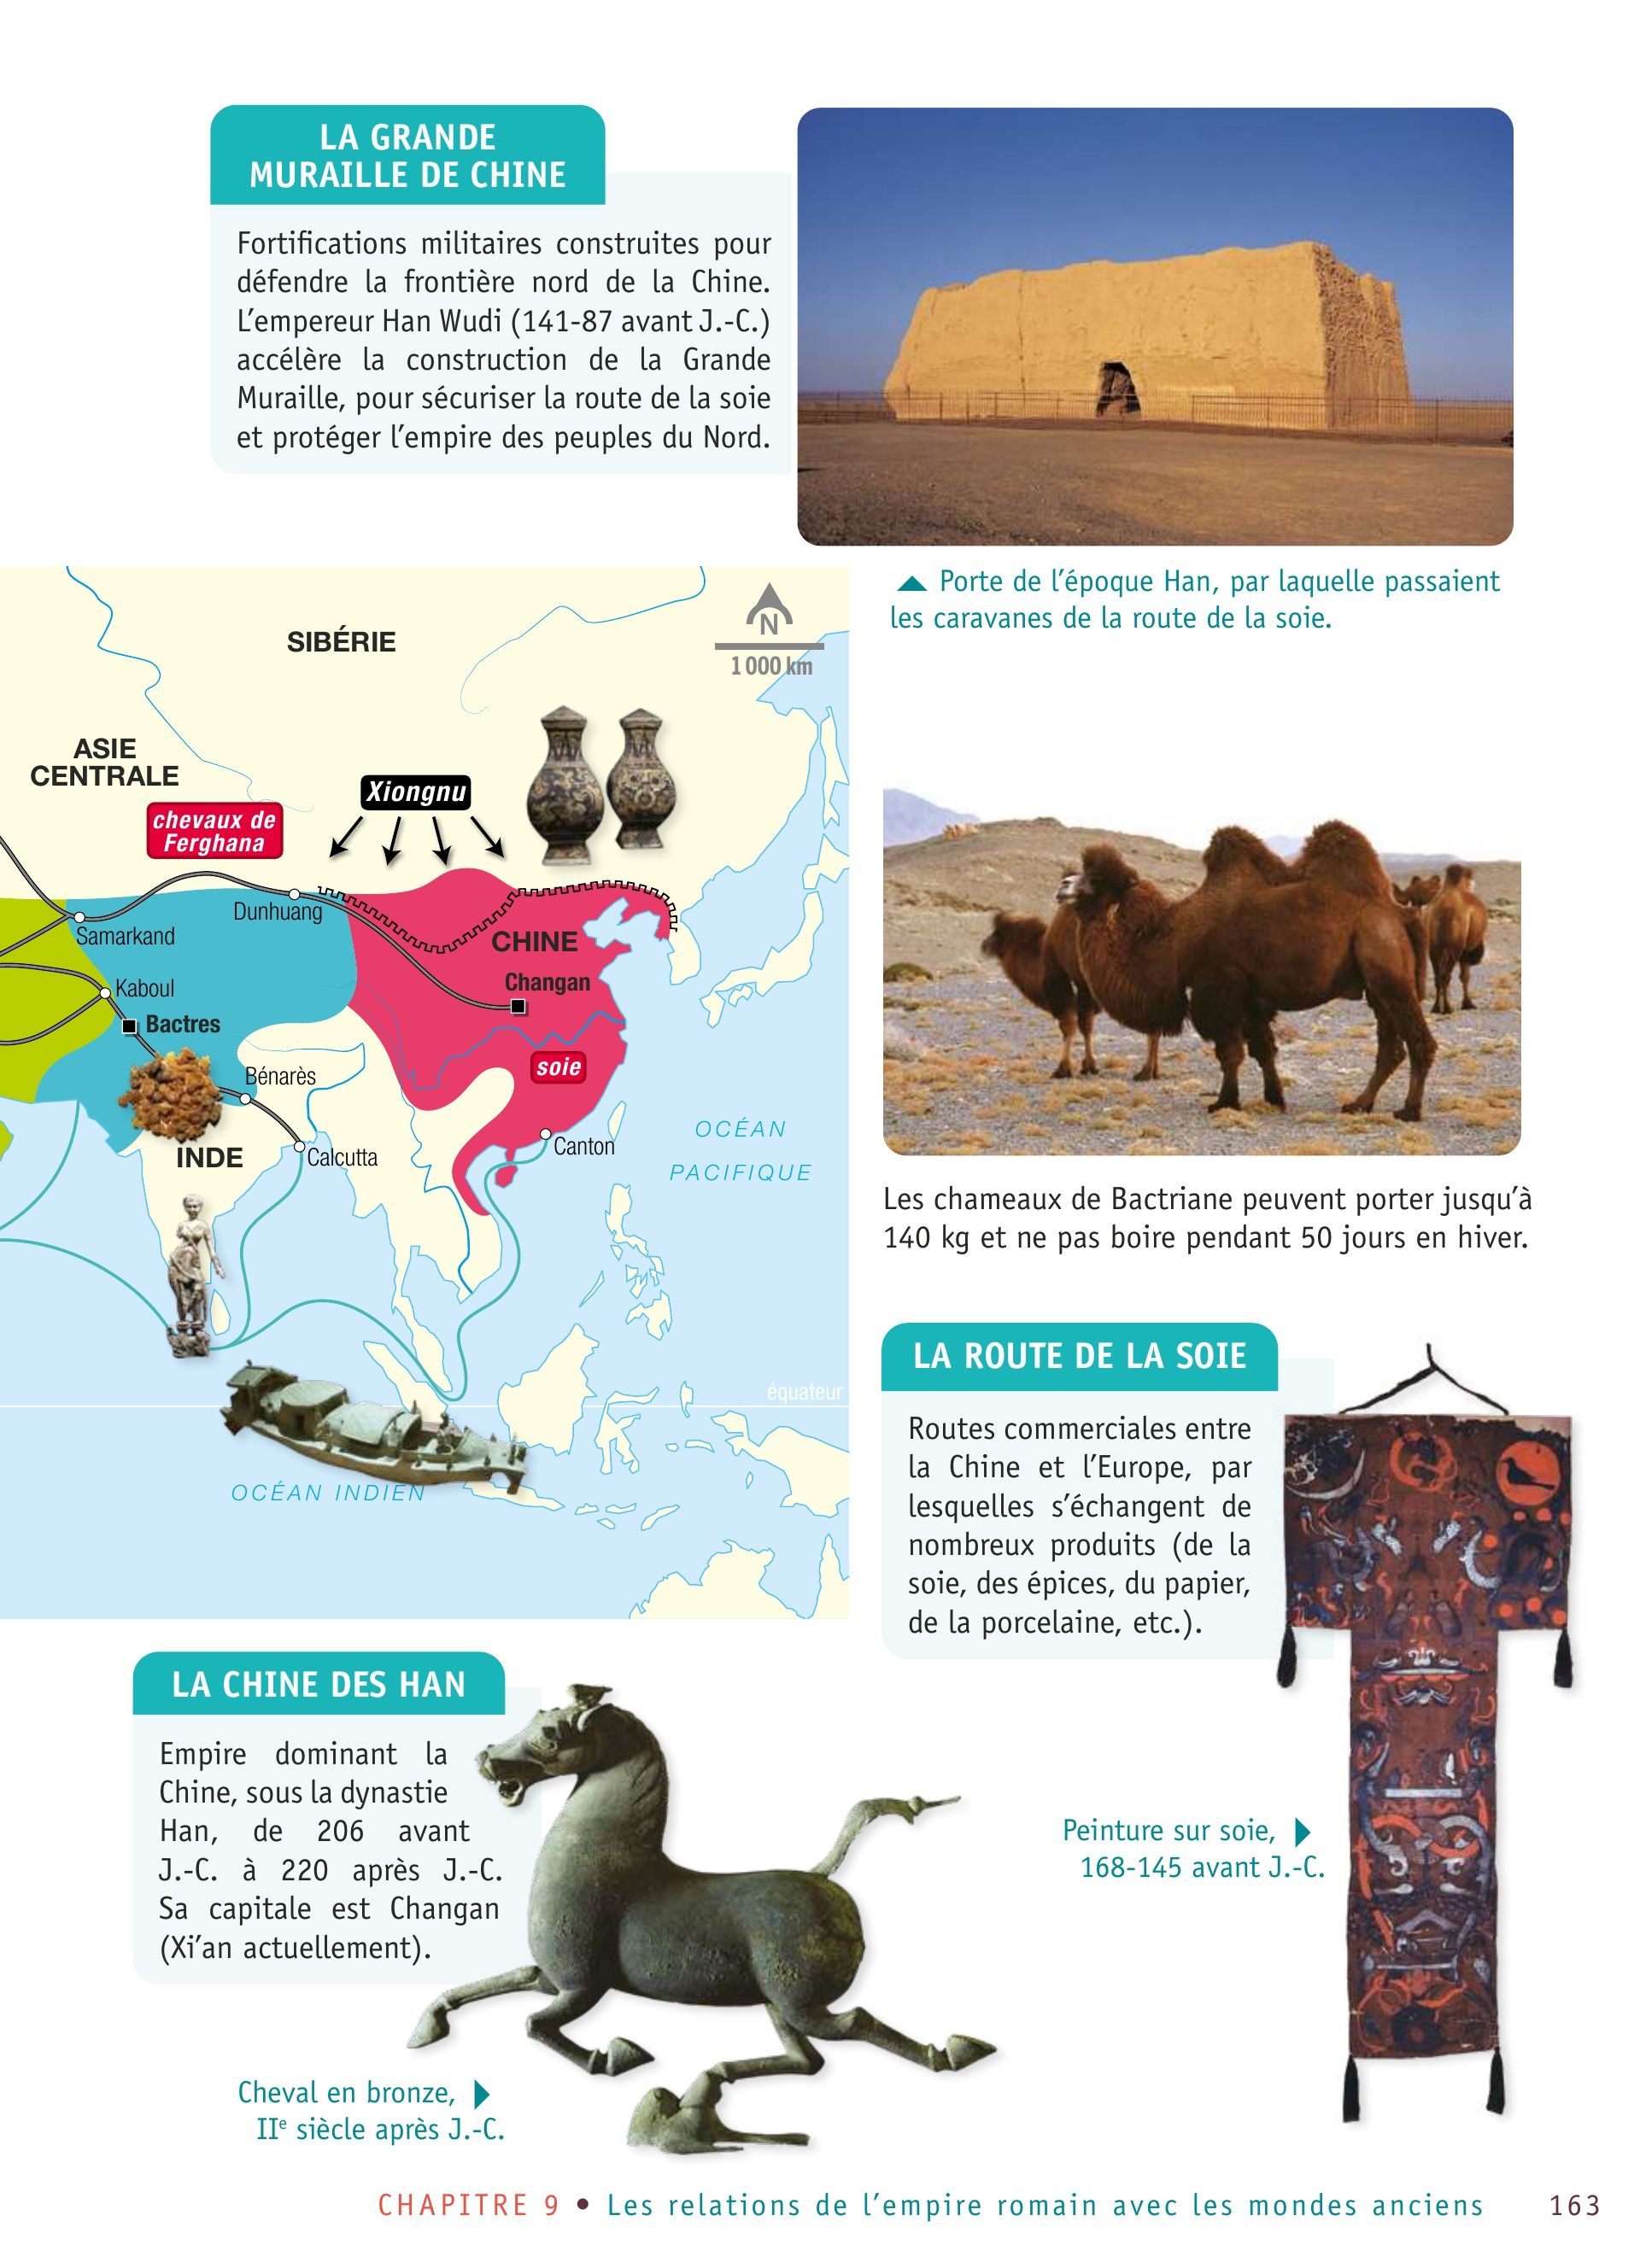 LA GRANDE
MURAILLE DE CHINE
Fortifications militaires construites pour
défendre la frontière nord de la Chine.
L’empereur Han Wudi (141-87 avant J.-C.)
accélère la construction de la Grande
Muraille, pour sécuriser la route de la soie
et protéger l’empire des peuples du Nord.
Porte de l’époque Han, par laquelle passaient
les caravanes de la route de la soie.
SIBÉRIE
N
1 000 km
ASIE
CENTRALE
Xiongnu
chevaux de
Ferghana
Dunhuang
Samarkand
CHINE
Changan
Kaboul
Bactres
soie
Bénarès
INDE
Calcutta
Canton
OCÉAN
PACIFIQUE
équateur
OCÉAN INDIEN
Les chameaux de Bactriane peuvent porter jusqu’à
140 kg et ne pas boire pendant 50 jours en hiver.
LA ROUTE DE LA SOIE
Routes commerciales entre
la Chine et l’Europe, par
lesquelles s’échangent de
nombreux produits (de la
soie, des épices, du papier,
de la porcelaine, etc.).
LA CHINE DES HAN
Empire dominant la
Chine, sous la dynastie
Han, de 206 avant
J.-C. à 220 après J.-C.
Sa capitale est Changan
(Xi’an actuellement).
Peinture sur soie,
168-145 avant J.-C.
Cheval en bronze,
IIe siècle après J.-C.
CHAPITRE 9 • Les relations de l’empire romain avec les mondes anciens 163